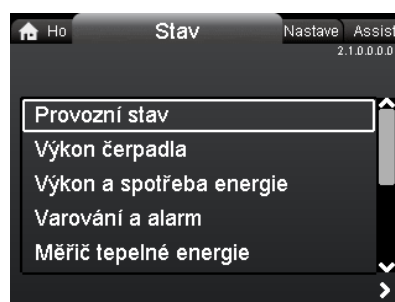 Ho Stav Nastave Assist
2.1.0.0.0.0
Provozní stav
Výkon čerpadla
Výkon a spotřeba energie
Varování a alarm
Měřič tepelné energie